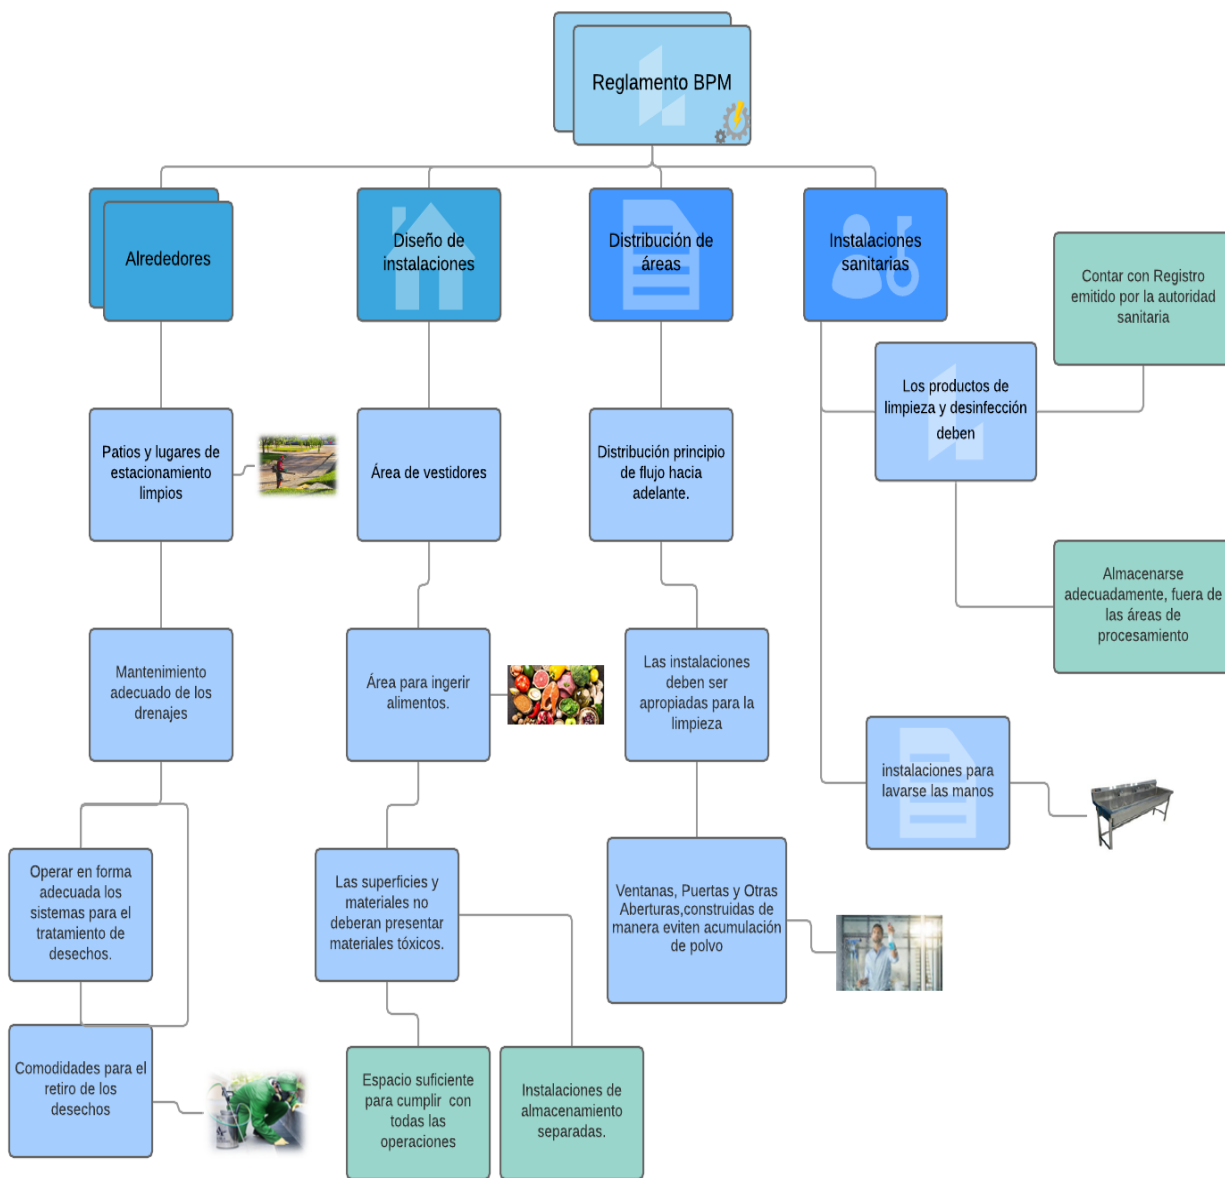 Reglamento BPM
Alrededores
Diseño de
instalaciones
Distribución de
áreas
Instalaciones
sanitarias
Contar con Registro
emitido por la autoridad
sanitaria
Los productos de
limpieza y desinfección
deben
Patios y lugares de
estacionamiento
limpios
Área de vestidores
Distribución principio
de flujo hacia
adelante.
Almacenarse
adecuadamente, fuera de
las áreas de
procesamiento
Mantenimiento
adecuado de los
drenajes
Área para ingerir
alimentos.
Las instalaciones
deben ser
apropiadas para la
limpieza
instalaciones para
lavarse las manos
Operar en forma
adecuada los
sistemas para el
tratamiento de
desechos.
Las superficies y
materiales no
deberan presentar
materiales tóxicos.
Ventanas, Puertas y Otras
Aberturas,construidas de
manera eviten acumulación
de polvo
Comodidades para el
retiro de los
desechos
Espacio suficiente
para cumplir con
todas las
operaciones
Instalaciones de
almacenamiento
separadas.